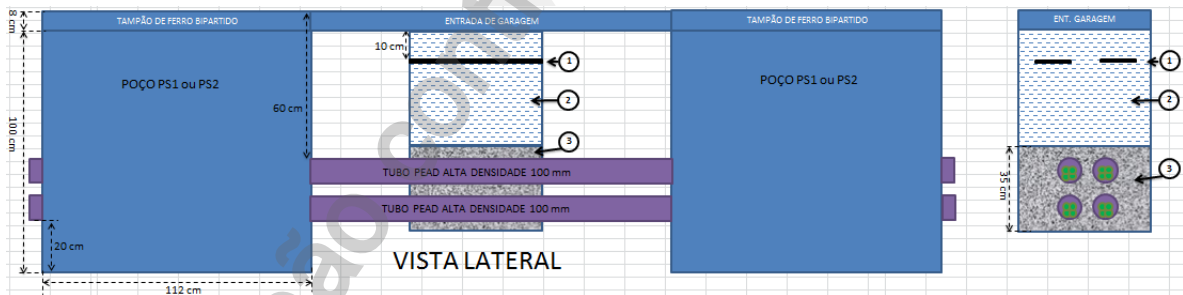 8 cm
TAMPÃO DE FERRO BIPARTIDO
ENTRADA DE GARAGEM
TAMPÃO DE FERRO BIPARTIDO
ENT. GARAGEM
10 cm
1
1
POÇO PS1 ou PS2
POÇO PS1 ou PS2
2
2
60 cm
100 cm
3
3
TUBO PEAD ALTA DENSIDADE 100 mm
35 cm
TUBO PEAD ALTA DENSIDADE 100 mm
20 cm
VISTA LATERAL
112 cm